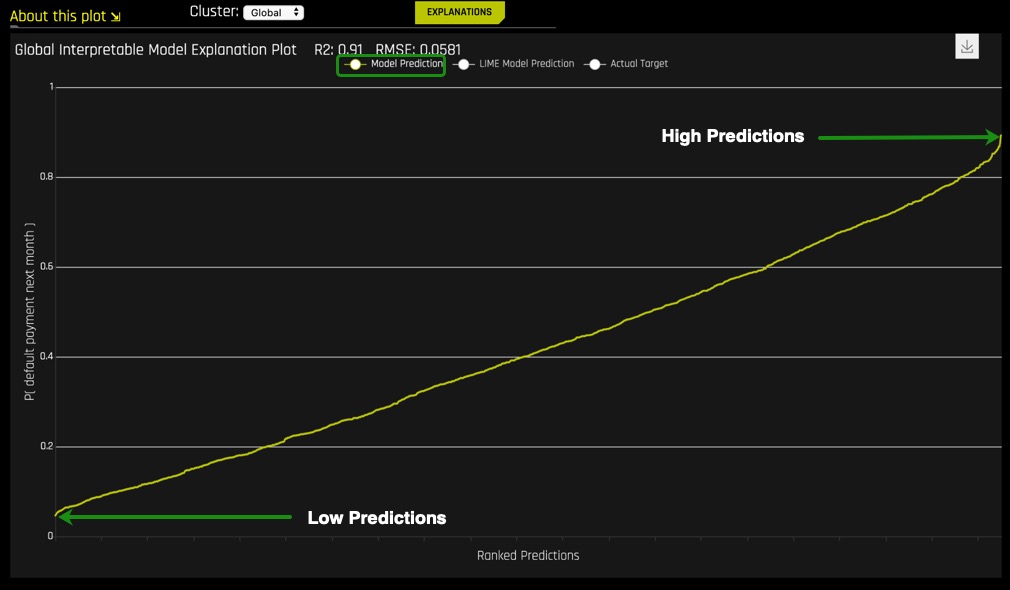 About this plot ⇲
Cluster: Global
EXPLANATIONS
Global Interpretable Model Explanation Plot R2: 0.91 RMSE: 0.0581
Model Prediction LIME Model Prediction Actual Target
1
High Predictions
0.8
0.6
P( default payment next month )
0.4
0.2
Low Predictions
0
Ranked Predictions